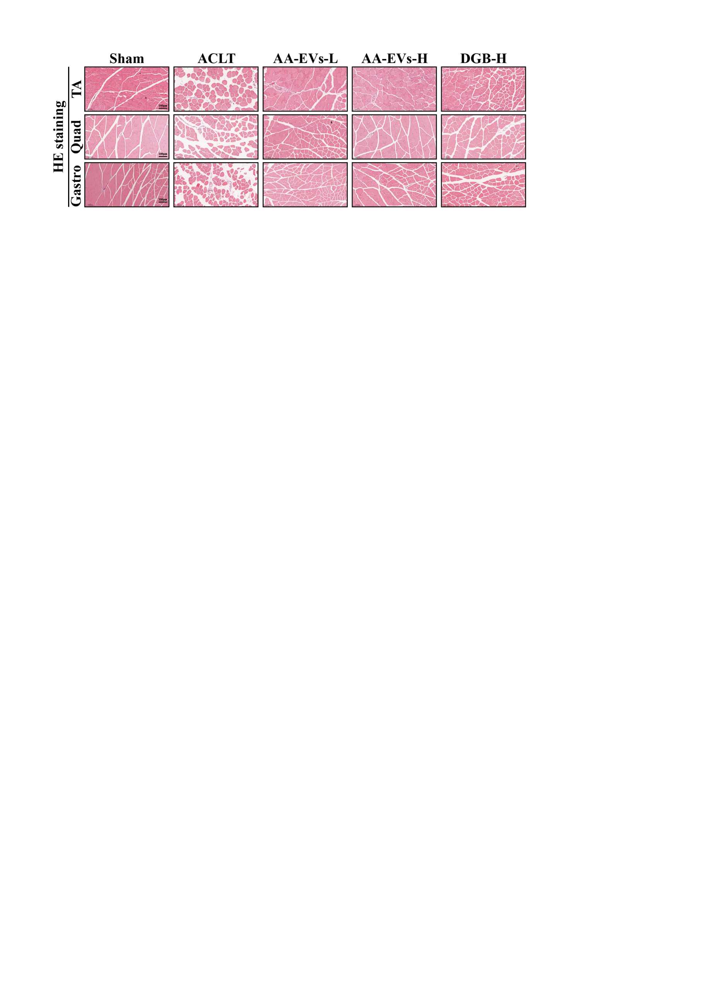 Sham ACLT AA-EVs-L AA-EVs-H DGB-H
HE staining
TA
100μm
Quad
100μm
Gastro
100μm